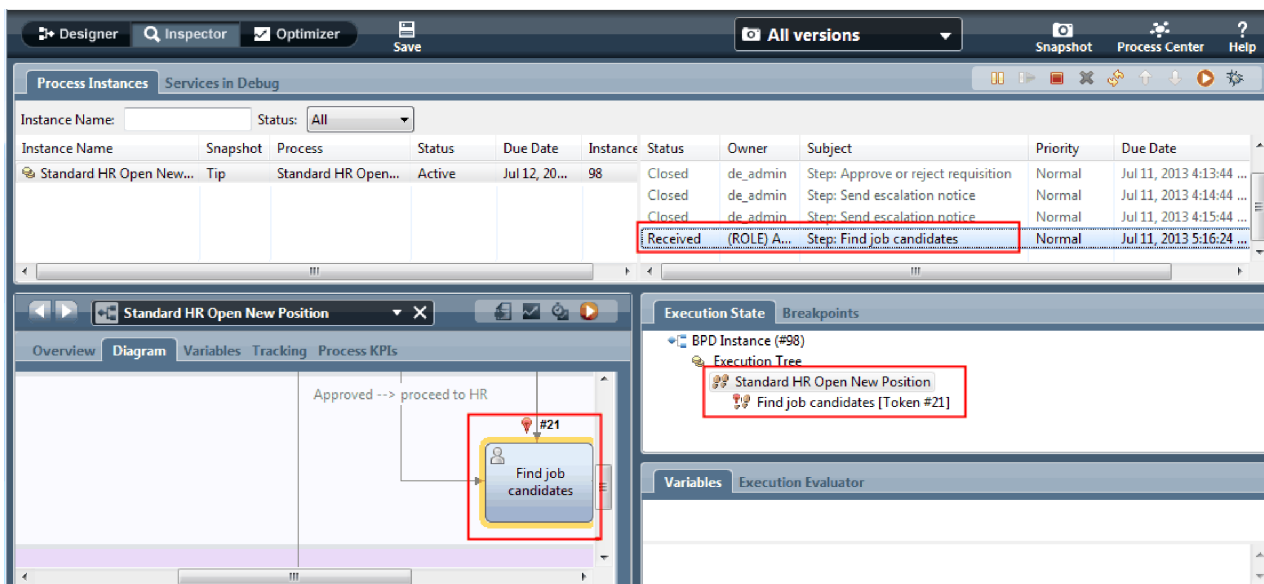 Designer Inspector Optimizer Save All versions Snapshot Process Center Help
Process Instances Services in Debug
Instance Name: Status: All
Instance Name Snapshot Process Status Due Date Instance Status Owner Subject Priority Due Date
Standard HR Open New... Tip Standard HR Open... Active Jul 12, 20... 98 Closed de_admin Step: Approve or reject requisition Normal Jul 11, 2013 4:13:44 ...
Closed de_admin Step: Send escalation notice Normal Jul 11, 2013 4:14:44 ...
Closed de_admin Step: Send escalation notice Normal Jul 11, 2013 4:15:44 ...
Received (ROLE) A... Step: Find job candidates Normal Jul 11, 2013 5:16:24 ...
Standard HR Open New Position
Overview Diagram Variables Tracking Process KPIs
Approved --> proceed to HR
#21
Find job
candidates
Execution State Breakpoints
BPD Instance (#98)
Execution Tree
Standard HR Open New Position
Find job candidates [Token #21]
Variables Execution Evaluator